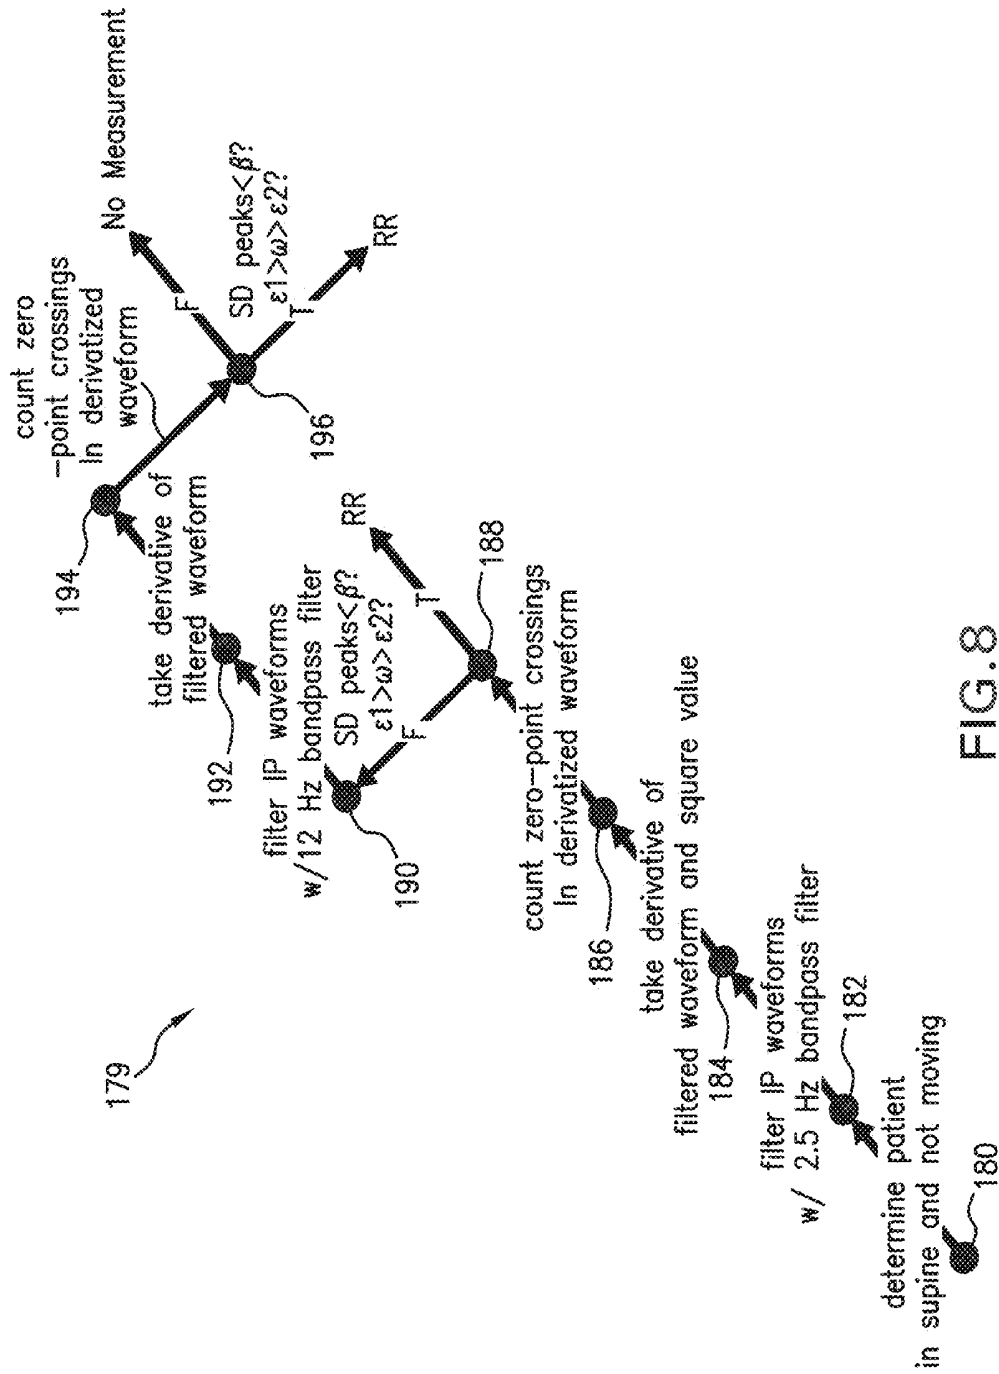 179
180
determine patient
in supine and not moving
182
filter IP waveforms
w/ 2.5 Hz bandpass filter
184
take derivative of
filtered waveform and square value
186
count zero-point crossings
In derivatized waveform
188
SD peaks<β?
ε1>ω>ε2?
T
RR
F
190
filter IP waveforms
w/12 Hz bandpass filter
192
take derivative of
filtered waveform
194
count zero
-point crossings
In derivatized
waveform
196
SD peaks<β?
ε1>ω>ε2?
F
No Measurement
T
RR
FIG.8